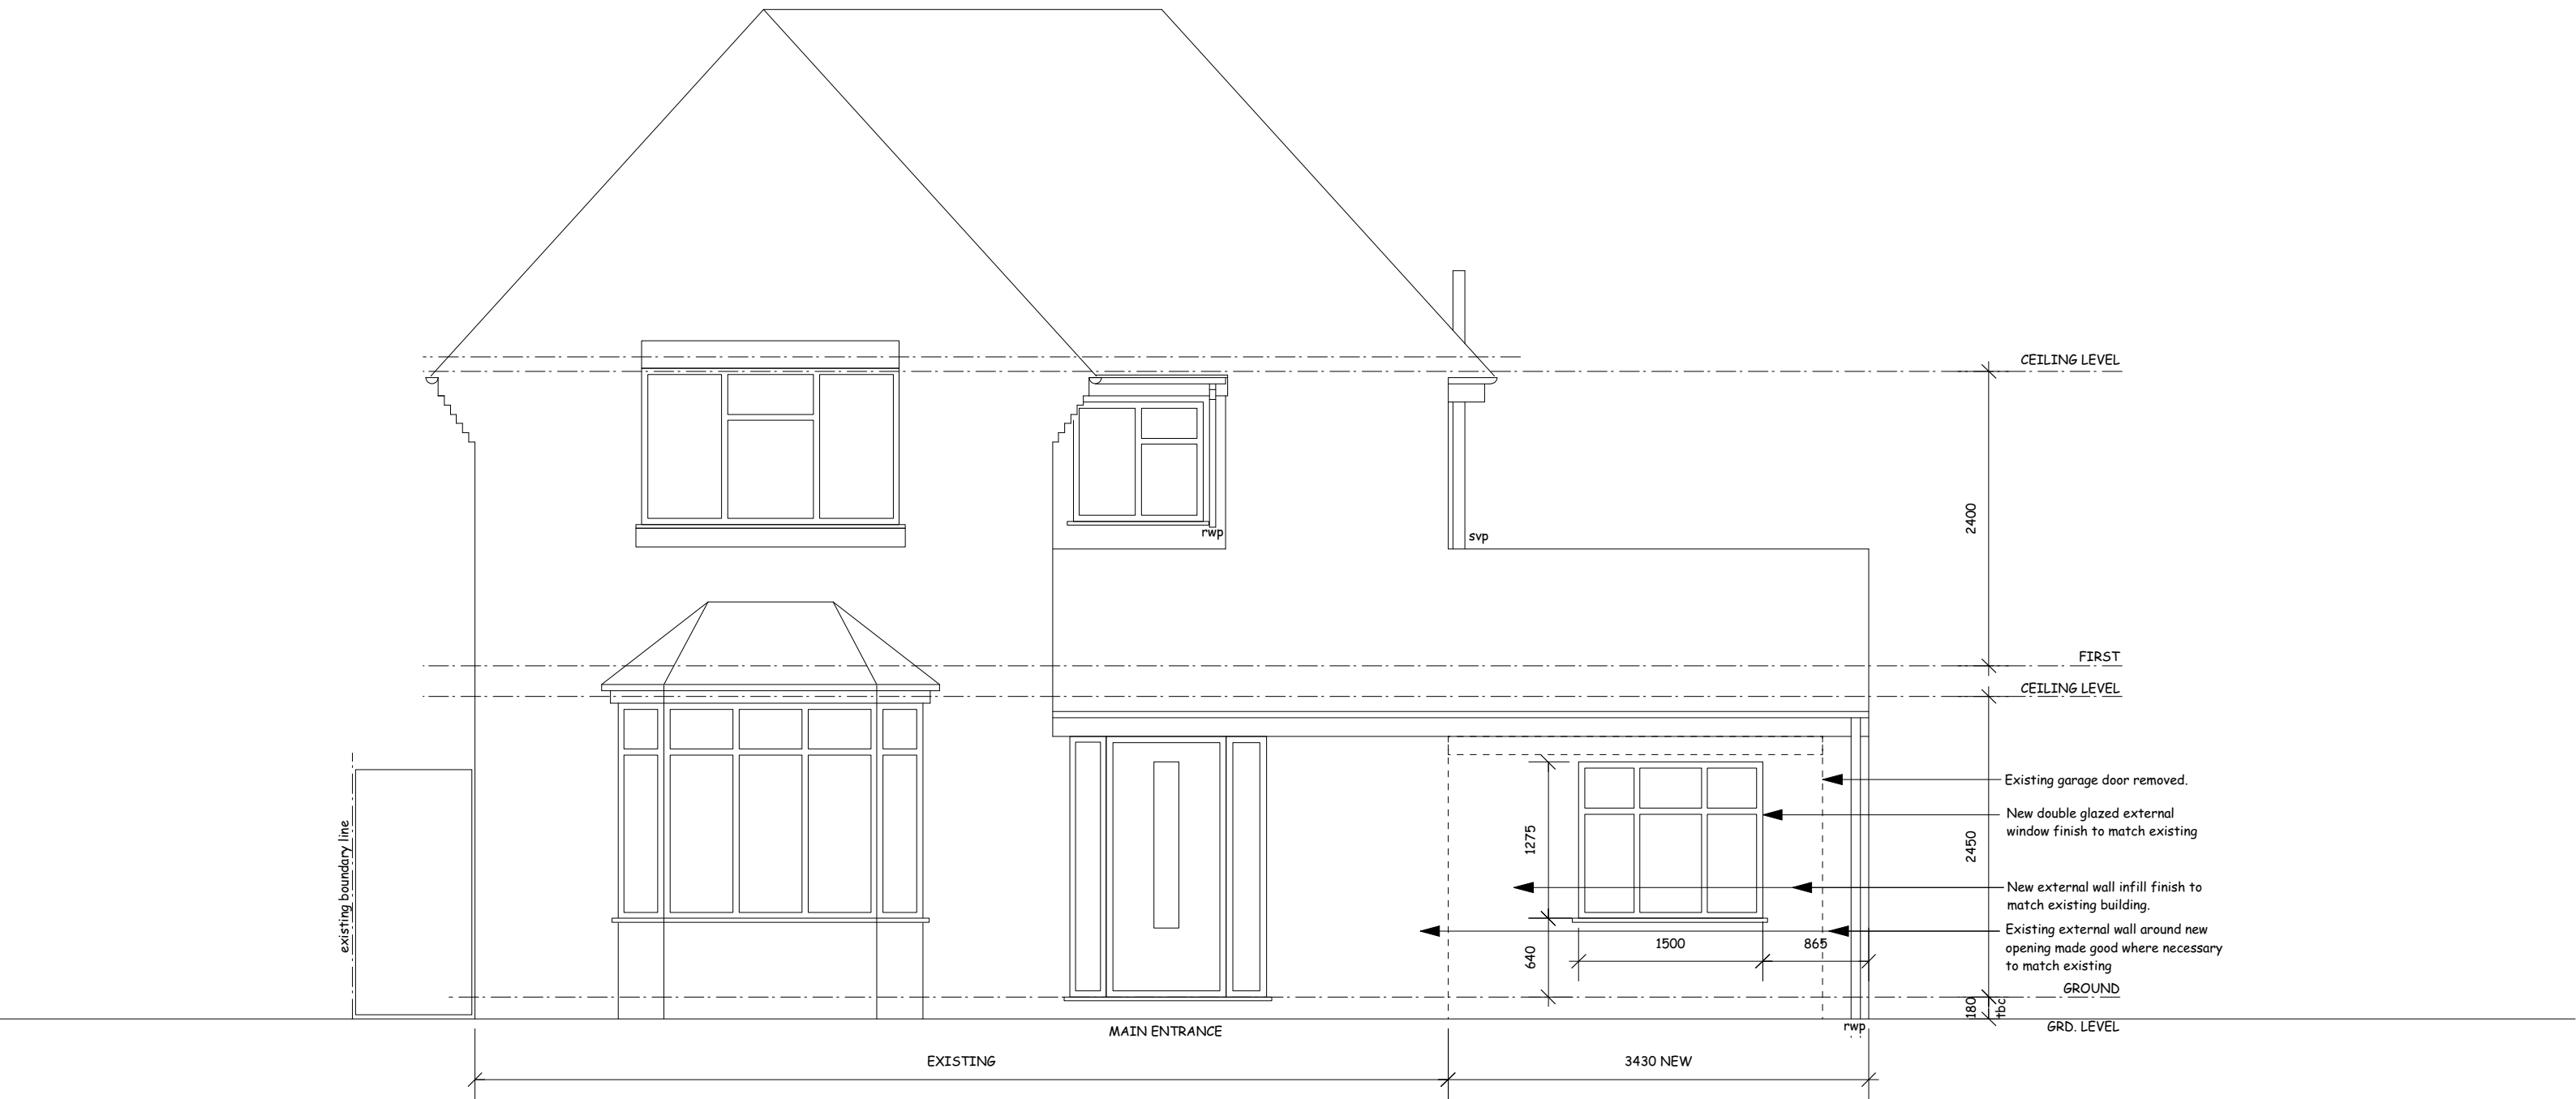 CEILING LEVEL
2400
rwp
svp
FIRST
CEILING LEVEL
existing boundary line
1275
2450
Existing garage door removed.
New double glazed external
window finish to match existing
New external wall infill finish to
match existing building.
Existing external wall around new
opening made good where necessary
to match existing
640
1500
865
GROUND
180
tbc
MAIN ENTRANCE
rwp
GRD. LEVEL
EXISTING
3430 NEW